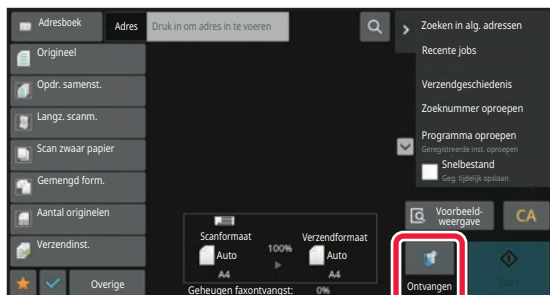 Adresboek
Adres
Druk in om adres in te voeren
Origineel
Opdr. samenst.
Langz. scanm.
Scan zwaar papier
Gemengd form.
Aantal originelen
Verzendinst.
Overige
Scanformaat
Auto
A4
100%
Verzendformaat
Auto
A4
Geheugen faxontvangst: 0%
Zoeken in alg. adressen
Recente jobs
Verzendgeschiedenis
Zoeknummer oproepen
Programma oproepen
Geregistreerde inst. oproepen
Snelbestand
Geg. tijdelijk opslaan
Voorbeeld-
weergave
CA
Ontvangen
Start